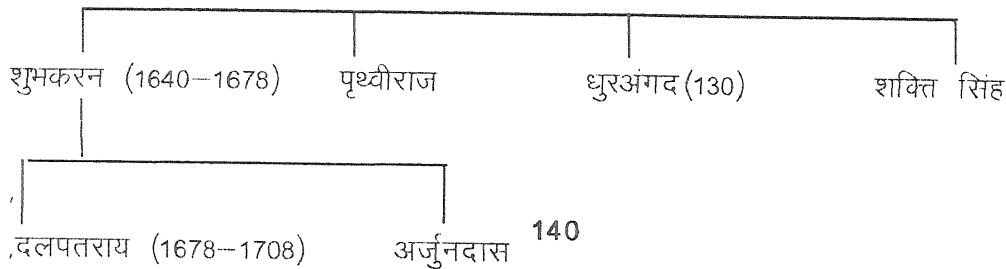 शुभकरन (1640–1678) पृथ्वीराज धुरअंगद (130) शक्ति सिंह
,दलपतराय (1678–1708) अर्जुनदास 140